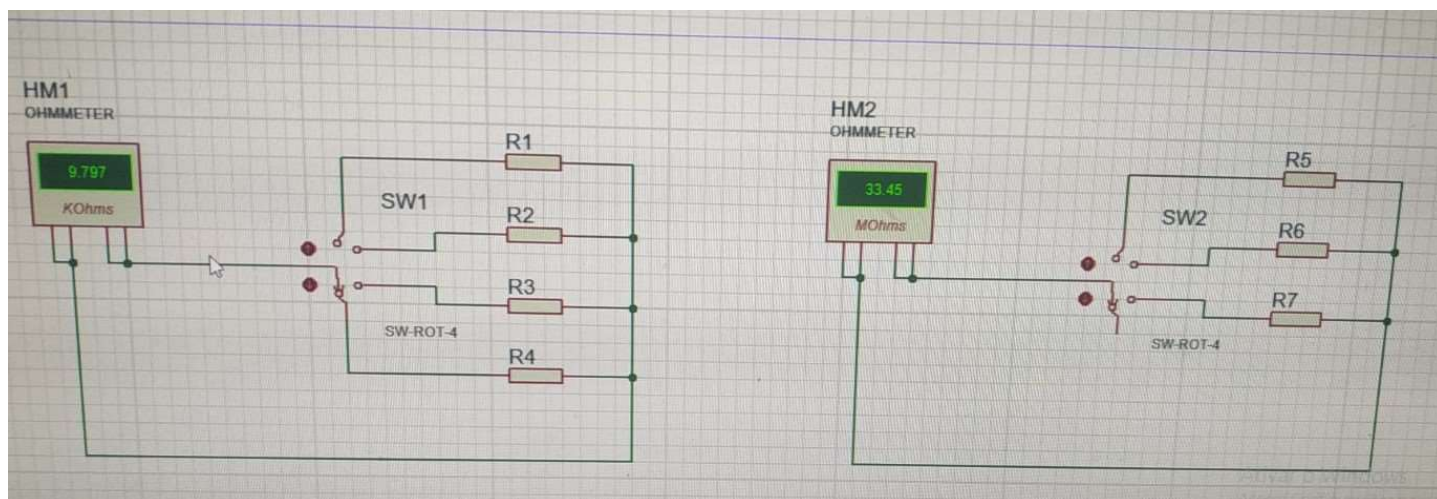 HM1
OHMMETER
9.797
KOhms
R1
SW1
R2
R3
SW-ROT-4
R4
HM2
OHMMETER
33.45
MOhms
R5
SW2
R6
R7
SW-ROT-4